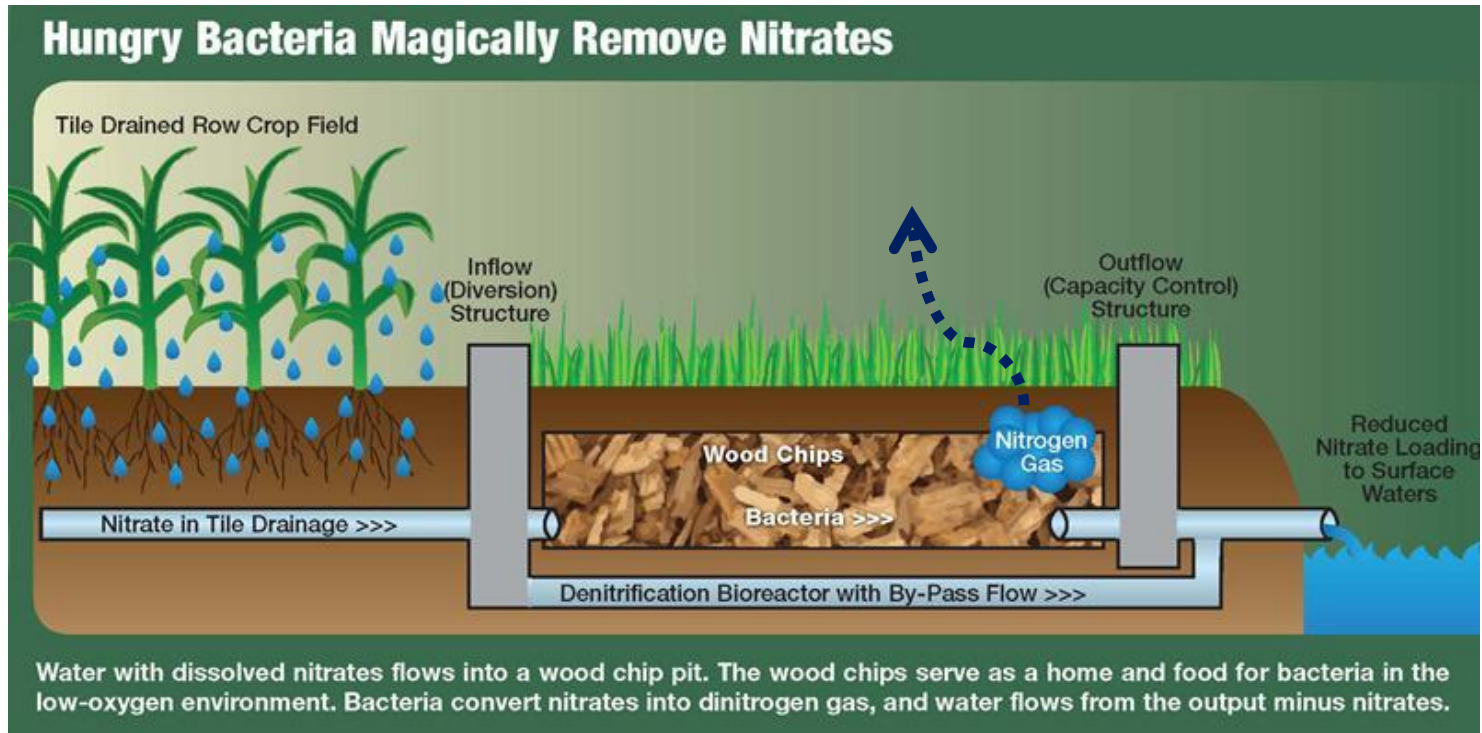 Hungry Bacteria Magically Remove Nitrates
Tile Drained Row Crop Field
Inflow
(Diversion)
Structure
Outflow
(Capacity Control)
Structure
Reduced
Nitrate Loading
to Surface
Waters
Nitrogen
Gas
Wood Chips
Bacteria >>>
Nitrate in Tile Drainage >>>
Denitrification Bioreactor with By-Pass Flow >>>
Water with dissolved nitrates flows into a wood chip pit. The wood chips serve as a home and food for bacteria in the
low-oxygen environment. Bacteria convert nitrates into dinitrogen gas, and water flows from the output minus nitrates.